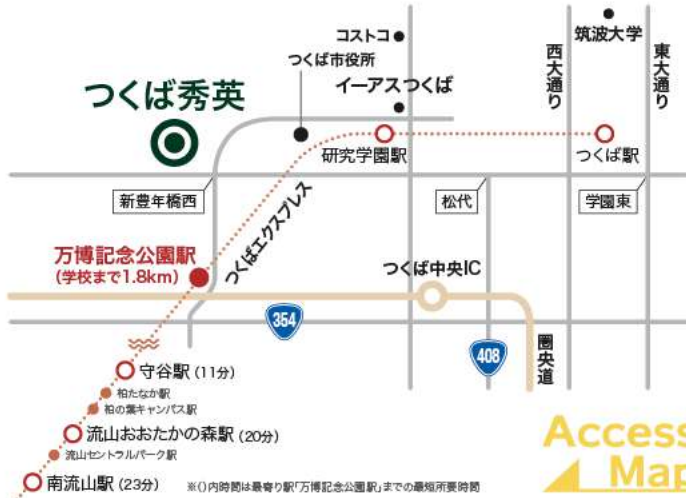 コストコ
つくば市役所
筑波大学
西大通り
東大通り
つくば秀英
イーアスつくば
研究学園駅
つくば駅
新豊年橋西
松代
学園東
つくばエクスプレス
万博記念公園駅
(学校まで1.8km)
つくば中央IC
354
408
圏央道
守谷駅 (11分)
柏たなか駅
柏の葉キャンパス駅
流山おおたかの森駅 (20分)
流山セントラルパーク駅
南流山駅 (23分)
※()内時間は最寄り駅「万博記念公園駅」までの最短所要時間
Access
Map